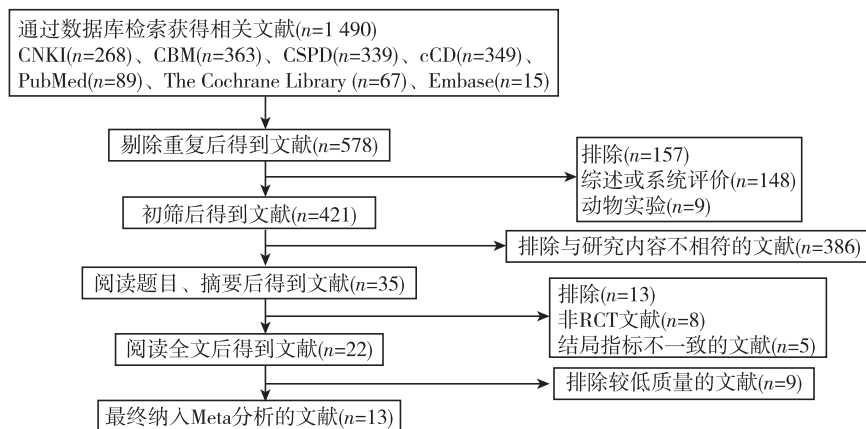 通过数据库检索获得相关文献(n=1 490)
CNKI(n=268)、CBM(n=363)、CSPD(n=339)、cCD(n=349)、
PubMed(n=89)、The Cochrane Library (n=67)、Embase(n=15)
剔除重复后得到文献(n=578)
排除(n=157)
综述或系统评价(n=148)
动物实验(n=9)
初筛后得到文献(n=421)
排除与研究内容不相符的文献(n=386)
阅读题目、摘要后得到文献(n=35)
排除(n=13)
非RCT文献(n=8)
结局指标不一致的文献(n=5)
阅读全文后得到文献(n=22)
排除较低质量的文献(n=9)
最终纳入Meta分析的文献(n=13)